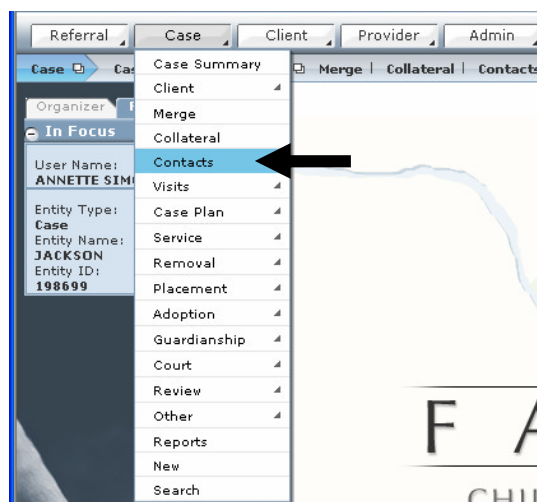 Referral Case Client Provider Admin
Case Merge | Collateral | Contacts
Organizer
In Focus
User Name:
ANNETTE
Entity Type:
Case
Entity Name:
JACKSON
Entity ID:
198699
Case Summary
Client
Merge
Collateral
Contacts
Visits
Case Plan
Service
Removal
Placement
Adoption
Guardianship
Court
Review
Other
Reports
New
Search
F A